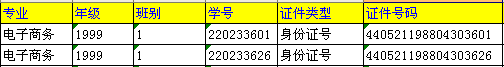 专业 年级 班别 学号 证件类型 证件号码
电子商务 1999 1 220233601 身份证号 440521198804303601
电子商务 1999 1 220233626 身份证号 440521198804303626